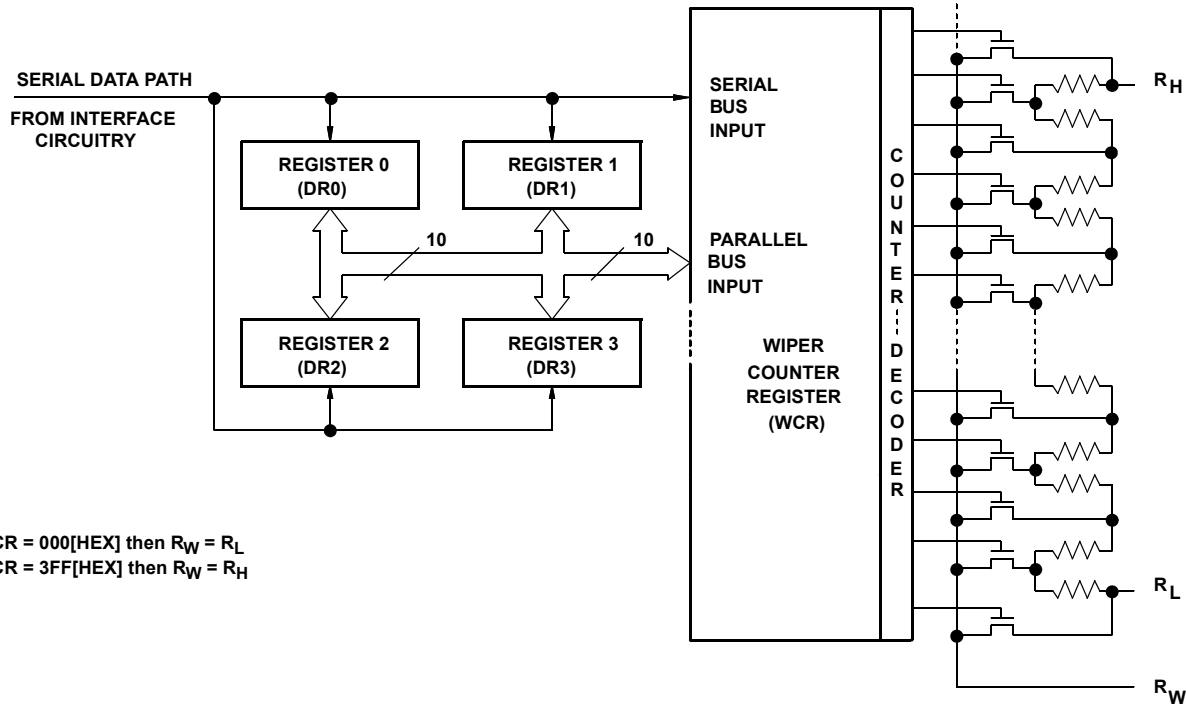 SERIAL DATA PATH
FROM INTERFACE
CIRCUITRY
REGISTER 0
(DR0)
REGISTER 1
(DR1)
10
10
REGISTER 2
(DR2)
REGISTER 3
(DR3)
SERIAL
BUS
INPUT
PARALLEL
BUS
INPUT
WIPER
COUNTER
REGISTER
(WCR)
COUNTER DECODER
RH
RL
RW
CR = 000[HEX] then RW = RL
CR = 3FF[HEX] then RW = RH